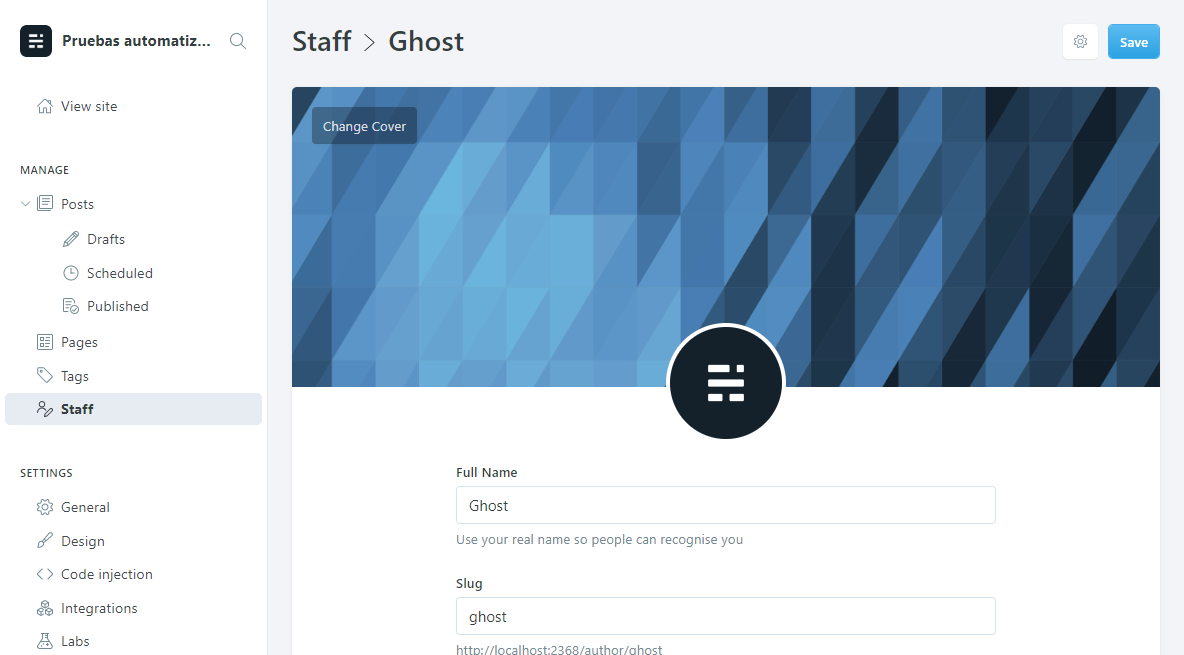 Pruebas automatiz...
View site
MANAGE
Posts
Drafts
Scheduled
Published
Pages
Tags
Staff
SETTINGS
General
Design
Code injection
Integrations
Labs
Staff > Ghost
Save
Change Cover
Full Name
Ghost
Use your real name so people can recognise you
Slug
ghost
http://localhost:2368/author/ghost